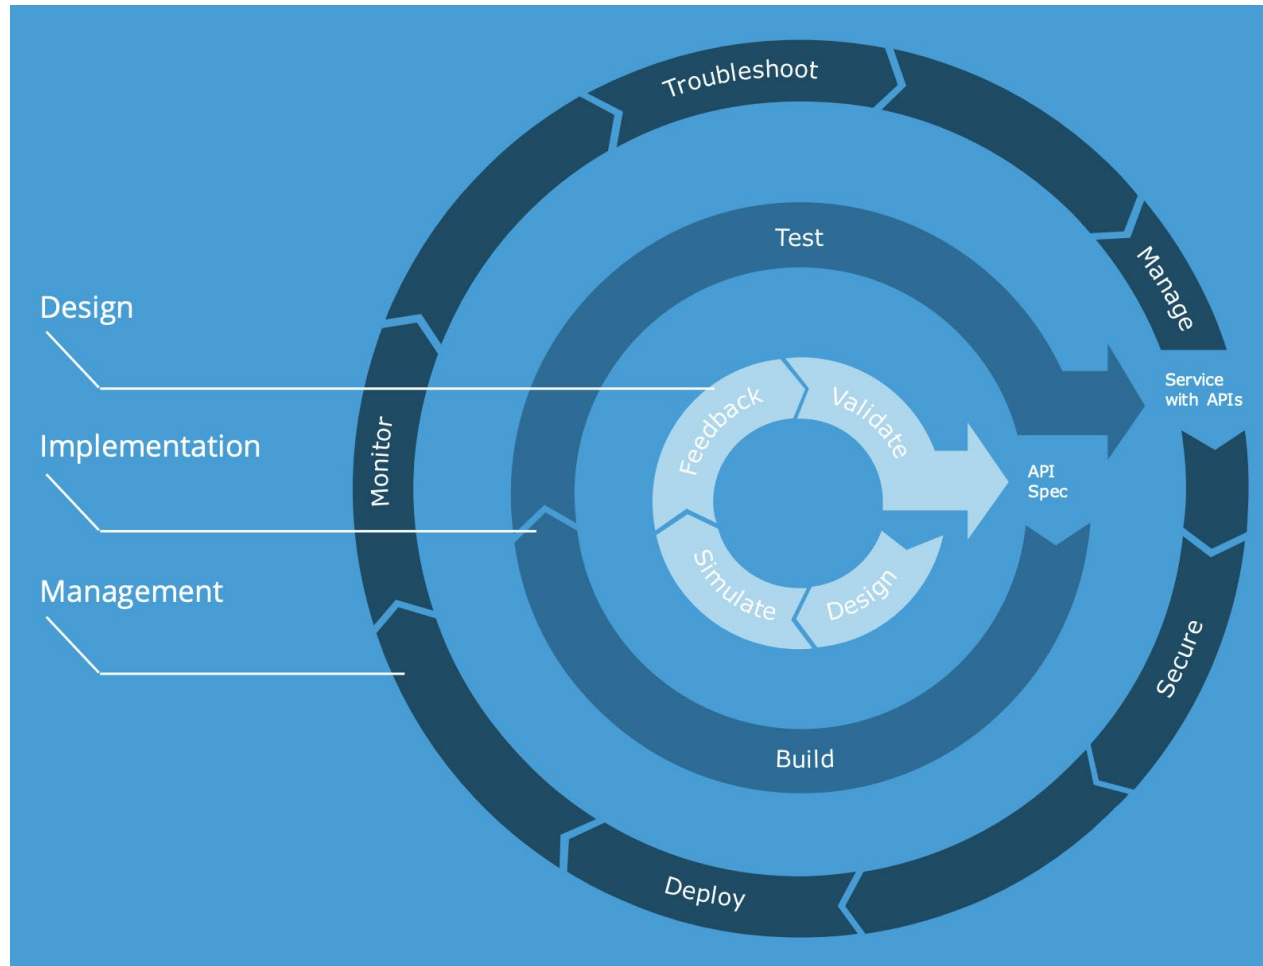 Design
Implementation
Management
Troubleshoot
Manage
Service
with APIs
Secure
Deploy
Monitor
Test
Build
API
Spec
Feedback
Validate
Design
Simulate